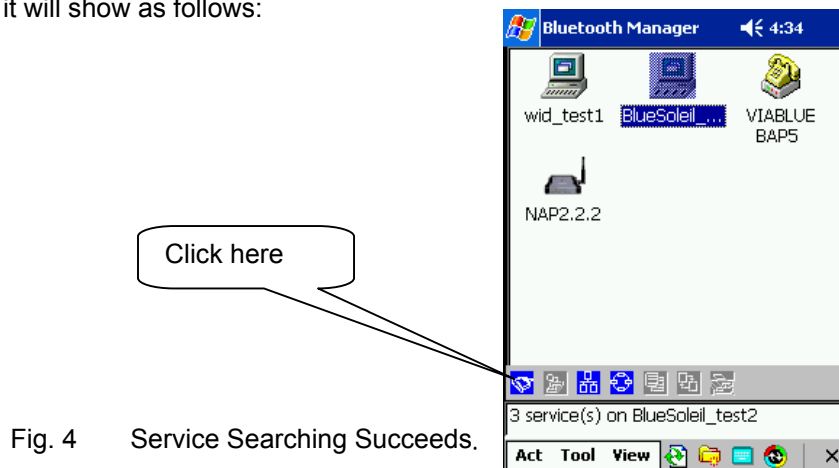 it will show as follows:
Bluetooth Manager 4:34
wid_test1 BlueSoleil_... VIABLUE
BAP5
NAP2.2.2
Click here
3 service(s) on BlueSoleil_test2
Fig. 4 Service Searching Succeeds.
Act Tool View